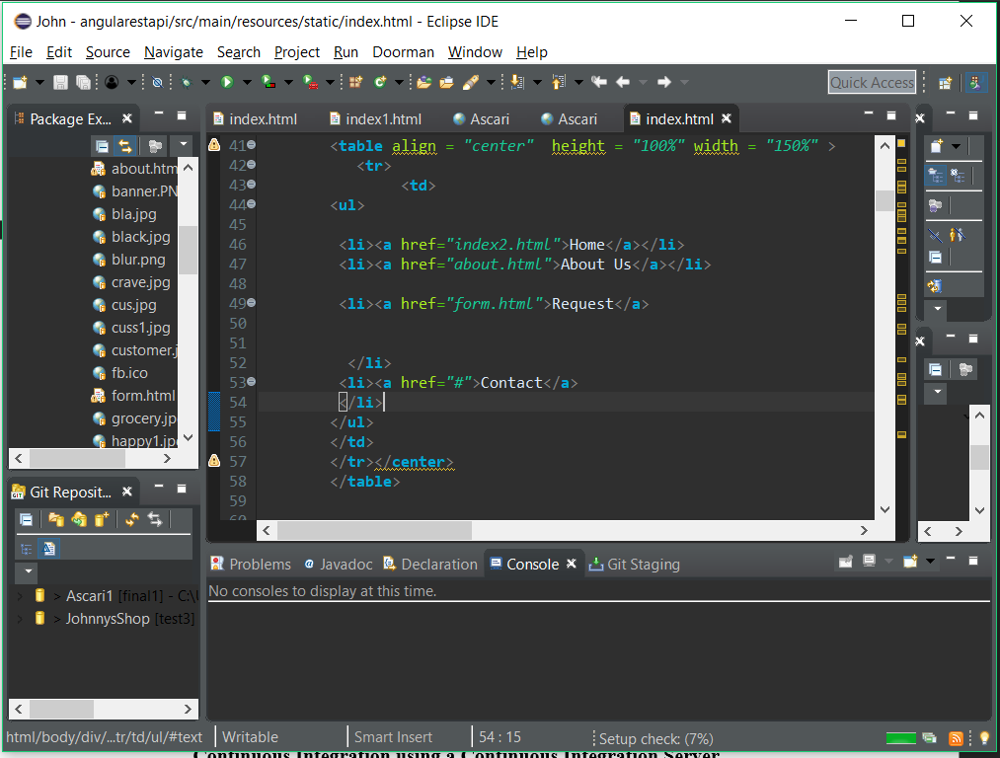 John - angularestapi/src/main/resources/static/index.html - Eclipse IDE
File Edit Source Navigate Search Project Run Doorman Window Help
Quick Access
Package Ex...
index.html index1.html Ascari Ascari index.html
about.htm
banner.PN
bla.jpg
black.jpg
blur.png
crave.jpg
cus.jpg
cuss1.jpg
customer.j
fb.ico
form.html
grocery.jp
happy1.jpe
41 <table align = "center" height = "100%" width = "150%" >
42 <tr>
43 <td>
44 <ul>
45
46 <li><a href="index2.html">Home</a></li>
47 <li><a href="about.html">About Us</a></li>
48
49 <li><a href="form.html">Request</a>
50
51
52 </li>
53 <li><a href="#">Contact</a>
54 </li>
55 </ul>
56 </td>
57 </tr></center>
58 </table>
59
60
Git Reposit...
> Ascari1 [final1] - C:\U
> JohnnysShop [test3]
Problems Javadoc Declaration Console Git Staging
No consoles to display at this time.
html/body/div/...tr/td/ul/#text Writable Smart Insert 54 : 15 Setup check: (7%)
Continuous Integration using a Continuous Integration Server